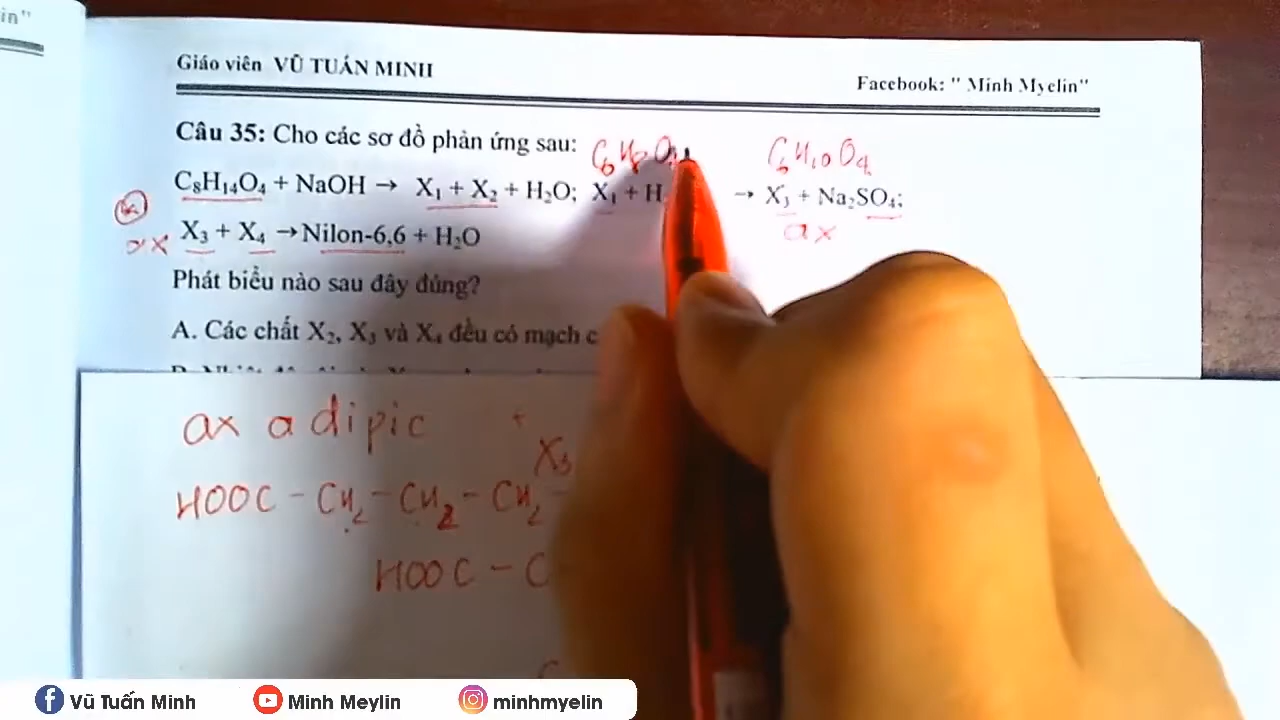 in"
Giáo viên VŨ TUẤN MINH
Facebook: " Minh Myelin"
Câu 35: Cho các sơ đồ phản ứng sau:
C6H8O4
C6H10O4
C8H14O4 + NaOH → X1 + X2 + H2O; X1 + H → X3 + Na2SO4;
ax
X3 + X4 → Nilon-6,6 + H2O
Phát biểu nào sau đây đúng?
A. Các chất X2, X3 và X4 đều có mạch c
ax adipic
X3
HOOC - CH2 - CH2 - CH2 -
HOOC - C
Vũ Tuấn Minh
Minh Meylin
minhmyelin